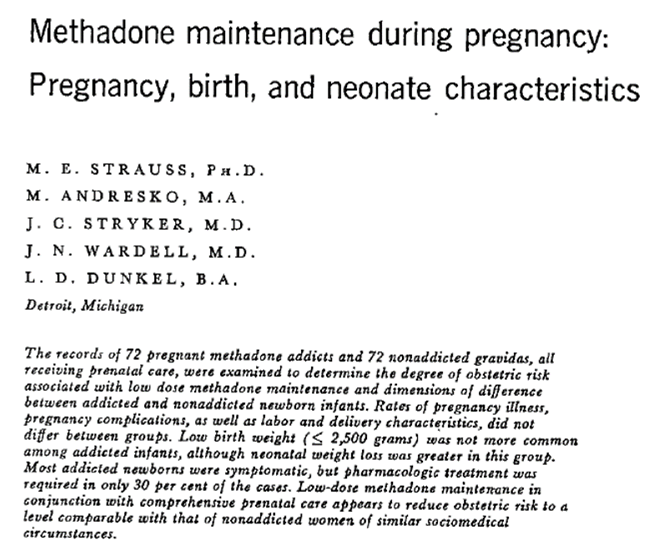 Methadone maintenance during pregnancy:
Pregnancy, birth, and neonate characteristics
M. E. STRAUSS, PH.D.
M. ANDRESKO, M.A.
J. C. STRYKER, M.D.
J. N. WARDELL, M.D.
L. D. DUNKEL, B.A.
Detroit, Michigan
The records of 72 pregnant methadone addicts and 72 nonaddicted gravidas, all
receiving prenatal care, were examined to determine the degree of obstetric risk
associated with low dose methadone maintenance and dimensions of difference
between addicted and nonaddicted newborn infants. Rates of pregnancy illness,
pregnancy complications, as well as labor and delivery characteristics, did not
differ between groups. Low birth weight (≤ 2,500 grams) was not more common
among addicted infants, although neonatal weight loss was greater in this group.
Most addicted newborns were symptomatic, but pharmacologic treatment was
required in only 30 per cent of the cases. Low-dose methadone maintenance in
conjunction with comprehensive prenatal care appears to reduce obstetric risk to a
level comparable with that of nonaddicted women of similar sociomedical
circumstances.